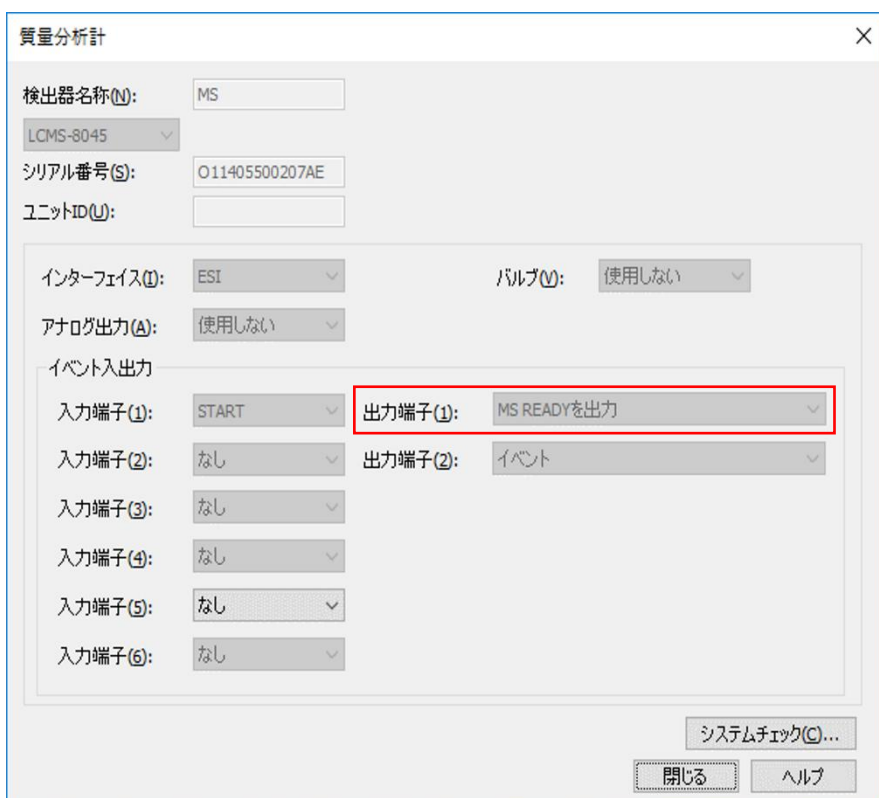 質量分析計
検出器名称(N): MS
LCMS-8045
シリアル番号(S): O11405500207AE
ユニットID(U):
インターフェイス(I): ESI バルブ(V): 使用しない
アナログ出力(A): 使用しない
イベント入出力
入力端子(1): START 出力端子(1): MS READYを出力
入力端子(2): なし 出力端子(2): イベント
入力端子(3): なし
入力端子(4): なし
入力端子(5): なし
入力端子(6): なし
システムチェック(C)...
閉じる ヘルプ